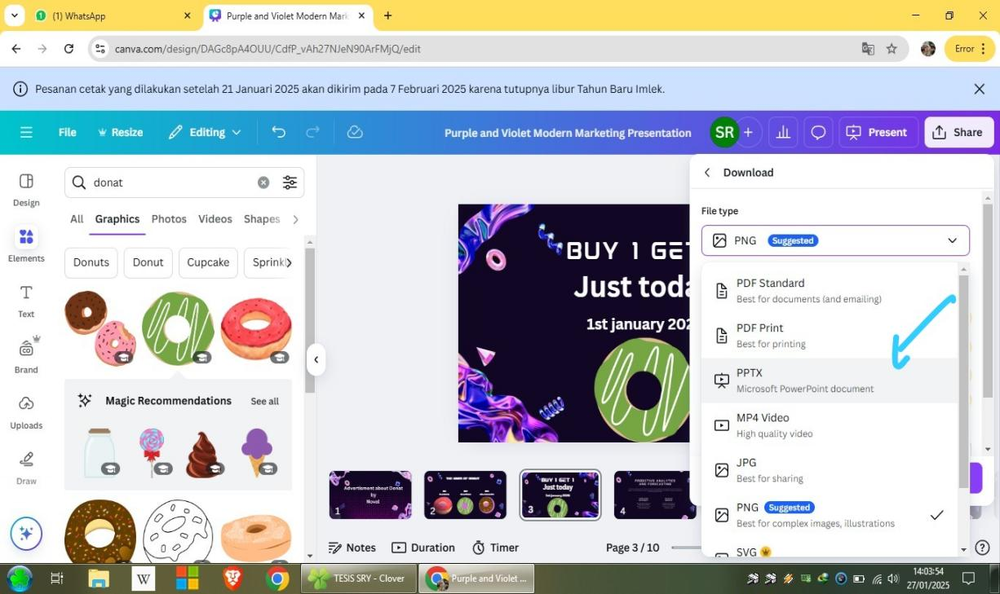 (1) WhatsApp
Purple and Violet Modern Mark
canva.com/design/DAGc8pA4OUU/CdfP_vAh27NJeN90ArFMjQ/edit
Error
Pesanan cetak yang dilakukan setelah 21 Januari 2025 akan dikirim pada 7 Februari 2025 karena tutupnya libur Tahun Baru Imlek.
File
Resize
Editing
Purple and Violet Modern Marketing Presentation
SR
Present
Share
Design
Elements
Text
Brand
Uploads
Draw
donat
All
Graphics
Photos
Videos
Shapes
Donuts
Donut
Cupcake
Sprinkl
Magic Recommendations
See all
BUY 1 GET
Just toda
1st january 202
Download
File type
PNG Suggested
PDF Standard
Best for documents (and emailing)
PDF Print
Best for printing
PPTX
Microsoft PowerPoint document
MP4 Video
High quality video
JPG
Best for sharing
PNG Suggested
Best for complex images, illustrations
SVG
Advertisment about Donat
by
Novel
1
2
BUY 1 GET 1
Just today
3
PREDICTIVE ANALYTICS
AND FORECASTING
4
Notes
Duration
Timer
Page 3 / 10
W
TESIS SRY - Clover
Purple and Violet ...
14:03:54
27/01/2025